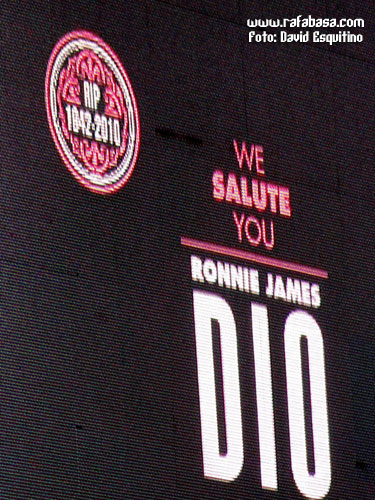 www.rafabasa.com
Foto: David Esquitino
RIP
1942-2010
WE
SALUTE
YOU
RONNIE JAMES
DIO